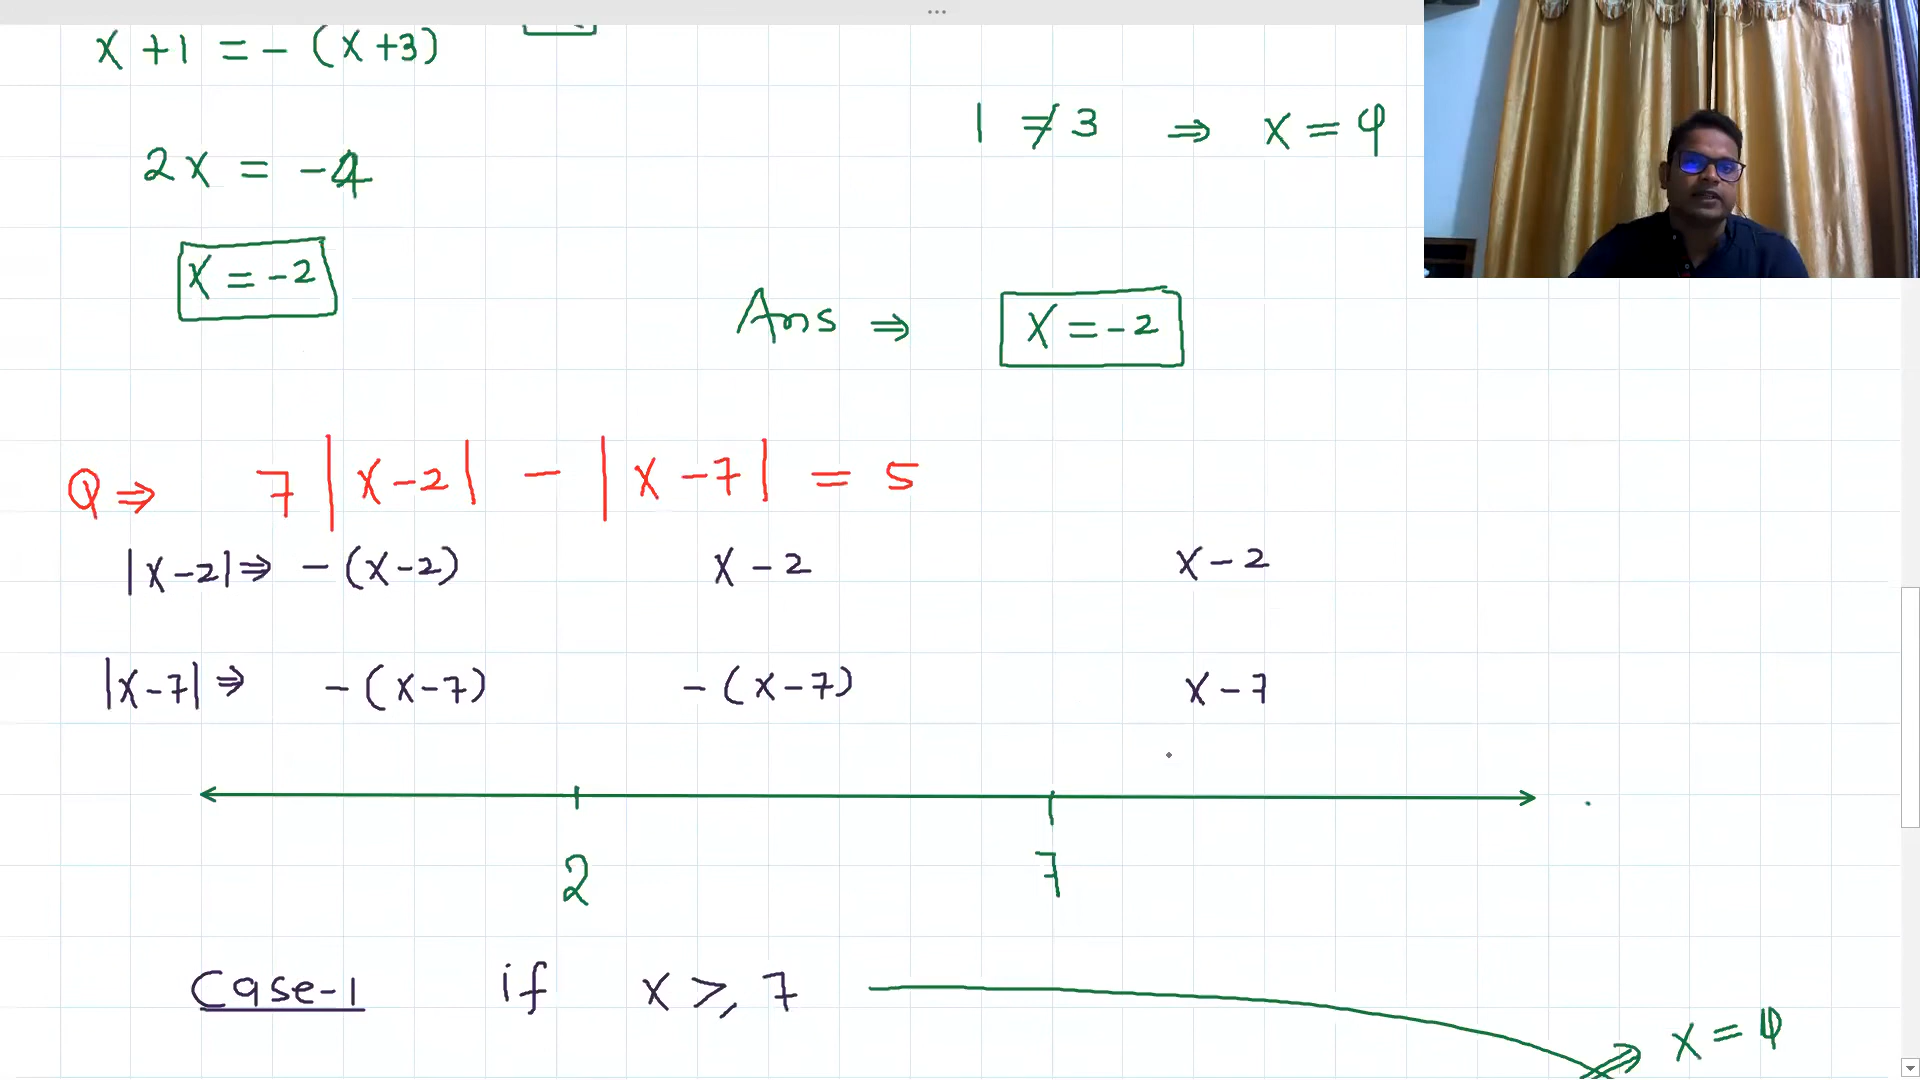 x + 1 = - (x + 3)
1 ≠ 3 ⇒ x = φ
2x = -4
x = -2
Ans ⇒ x = -2
Q ⇒ 7 |x-2| - |x-7| = 5
|x-2| ⇒ -(x-2) x-2 x-2
|x-7| ⇒ -(x-7) -(x-7) x-7
2 7
Case-1 if x ⩾ 7
x = φ